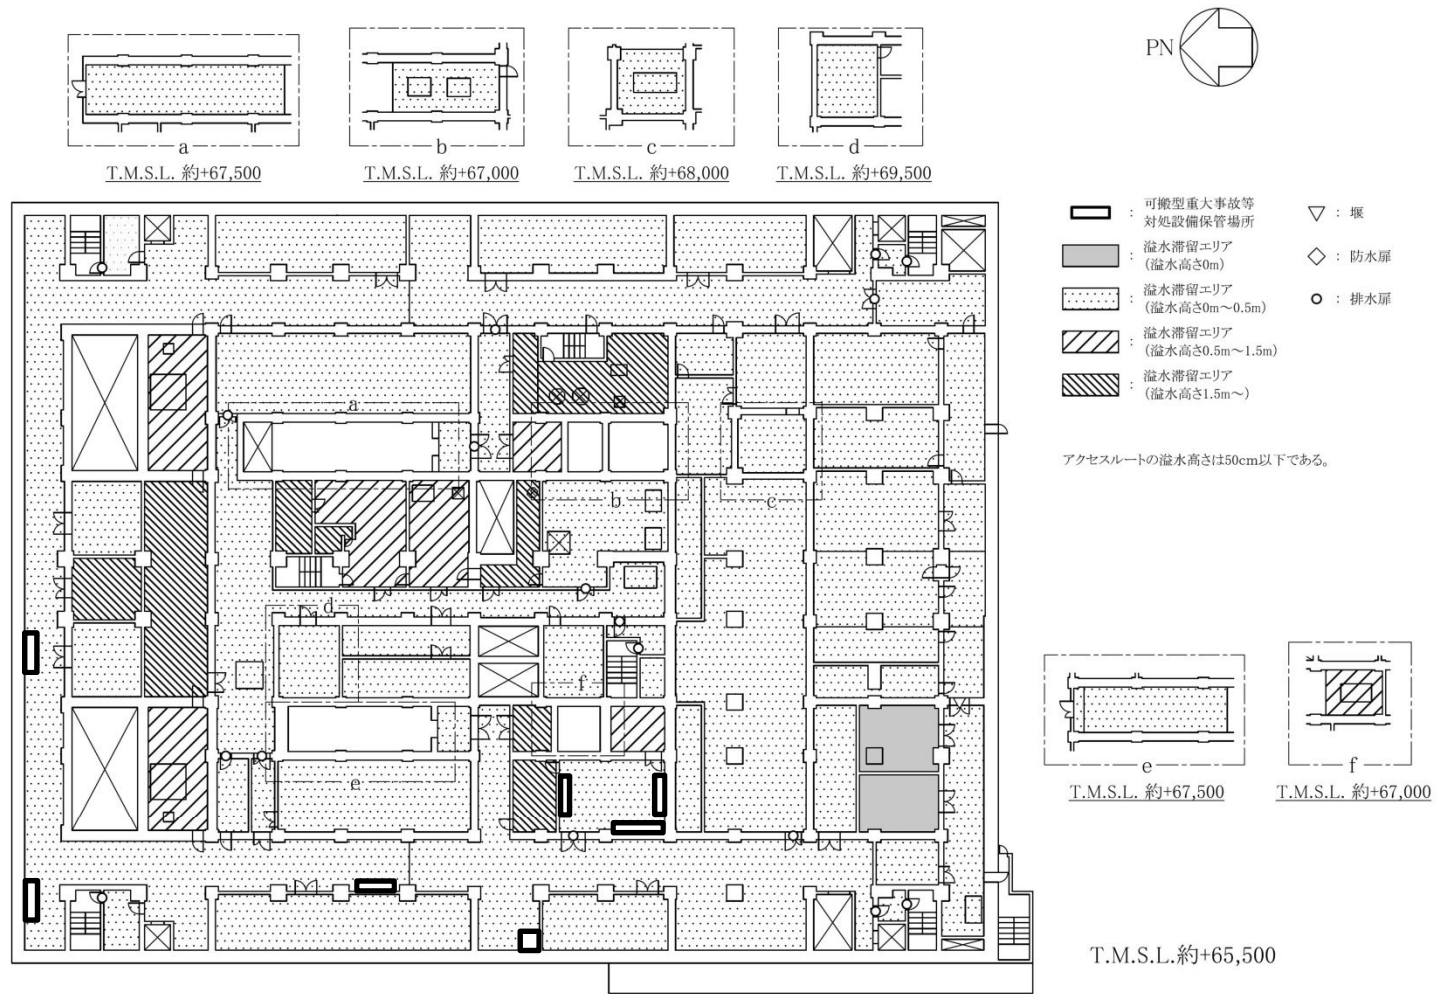 PN
a
T.M.S.L. 約+67,500
b
T.M.S.L. 約+67,000
c
T.M.S.L. 約+68,000
d
T.M.S.L. 約+69,500
： 可搬型重大事故等
対処設備保管場所
： 溢水滞留エリア
(溢水高さ0m)
： 溢水滞留エリア
(溢水高さ0m～0.5m)
： 溢水滞留エリア
(溢水高さ0.5m～1.5m)
： 溢水滞留エリア
(溢水高さ1.5m～)
： 堰
： 防水扉
： 排水扉
アクセスルートの溢水高さは50cm以下である。
a
b
c
d
f
e
e
T.M.S.L. 約+67,500
f
T.M.S.L. 約+67,000
T.M.S.L.約+65,500